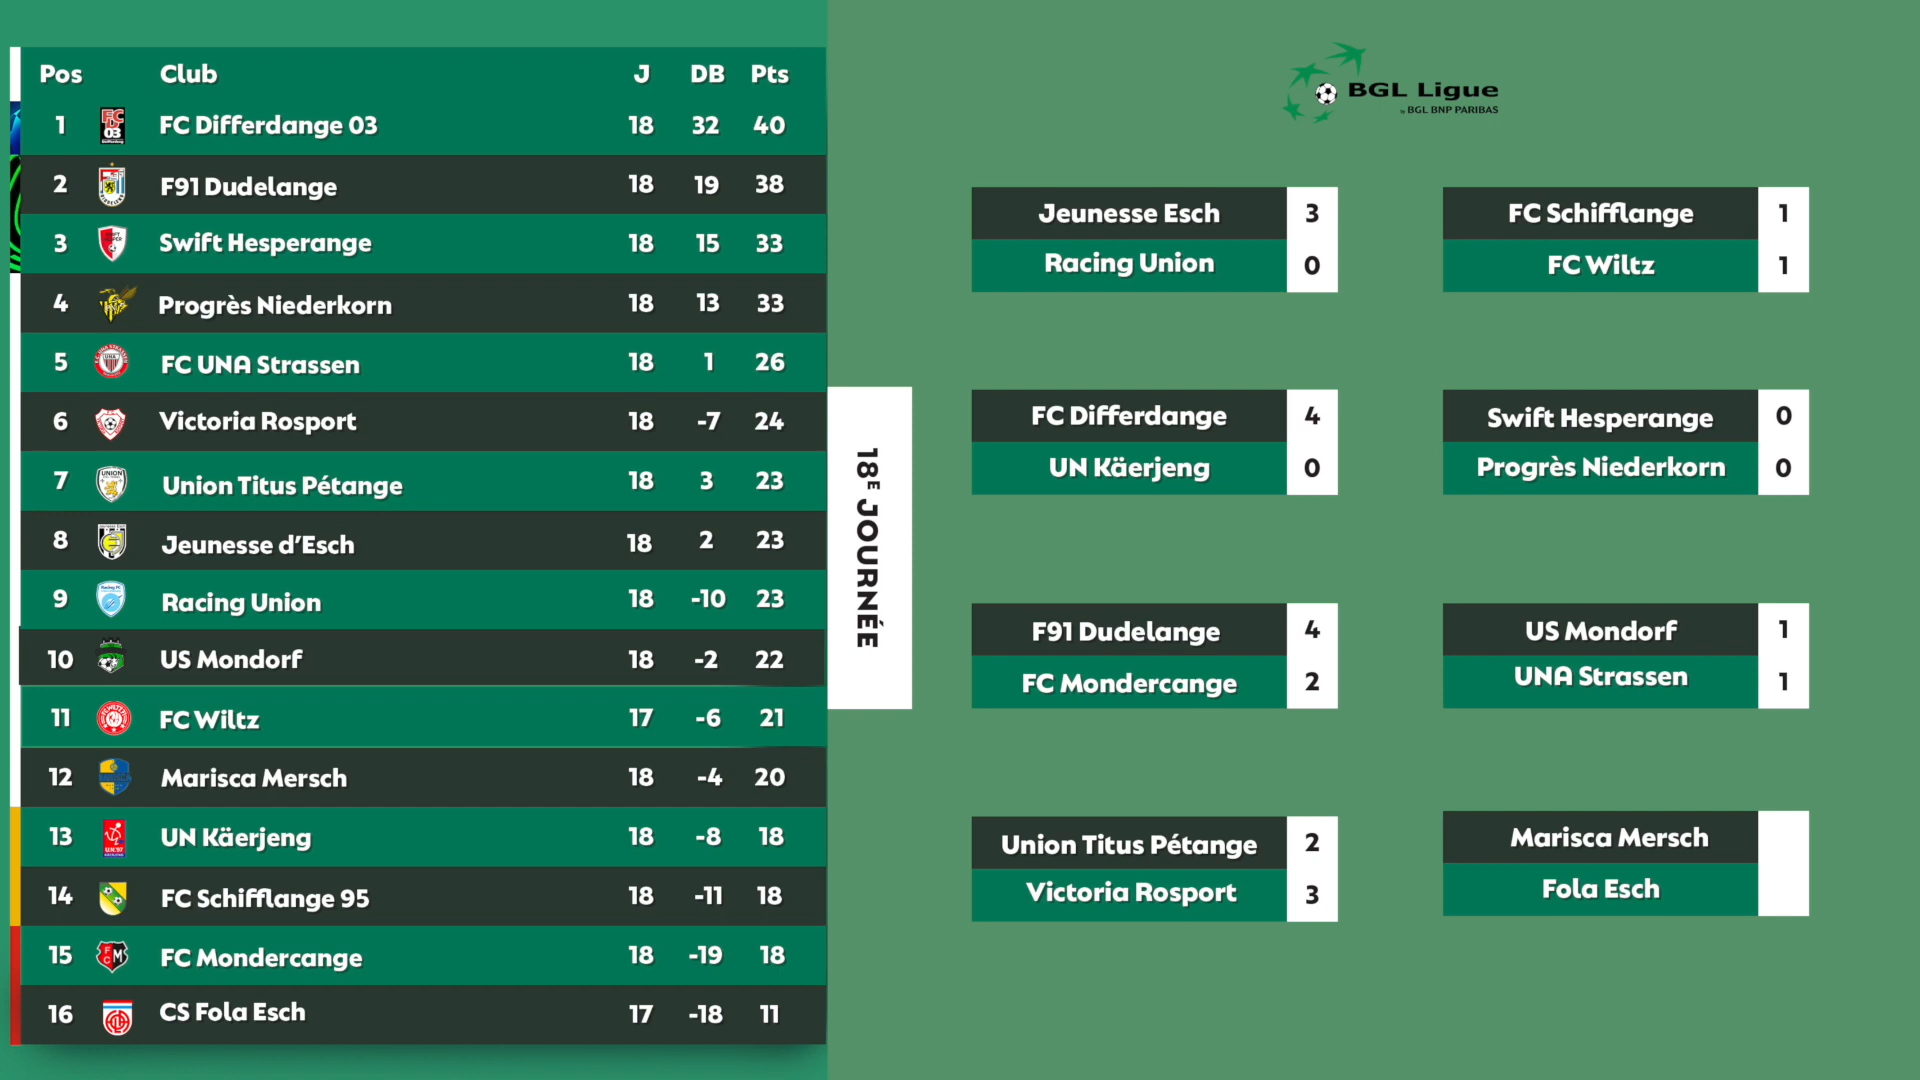 Pos Club J DB Pts
1 FC Differdange 03 18 32 40
2 F91 Dudelange 18 19 38
3 Swift Hesperange 18 15 33
4 Progrès Niederkorn 18 13 33
5 FC UNA Strassen 18 1 26
6 Victoria Rosport 18 -7 24
7 Union Titus Pétange 18 3 23
8 Jeunesse d’Esch 18 2 23
9 Racing Union 18 -10 23
10 US Mondorf 18 -2 22
11 FC Wiltz 17 -6 21
12 Marisca Mersch 18 -4 20
13 UN Käerjeng 18 -8 18
14 FC Schifflange 95 18 -11 18
15 FC Mondercange 18 -19 18
16 CS Fola Esch 17 -18 11
18E JOURNÉE
BGL Ligue
by BGL BNP PARIBAS
Jeunesse Esch 3
Racing Union 0
FC Schifflange 1
FC Wiltz 1
FC Differdange 4
UN Käerjeng 0
Swift Hesperange 0
Progrès Niederkorn 0
F91 Dudelange 4
FC Mondercange 2
US Mondorf 1
UNA Strassen 1
Union Titus Pétange 2
Victoria Rosport 3
Marisca Mersch
Fola Esch